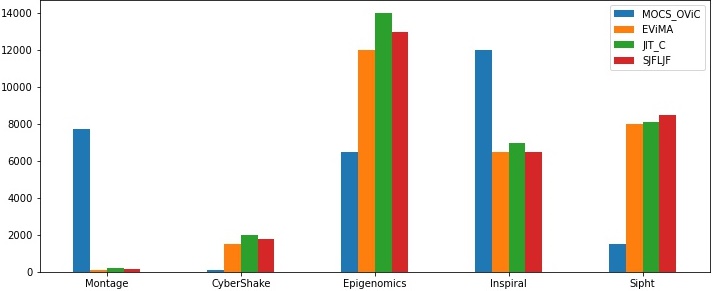 14000
12000
10000
8000
6000
4000
2000
0
MOCS_OViC
EViMA
JIT_C
SJFLJF
Montage CyberShake Epigenomics Inspiral Sipht